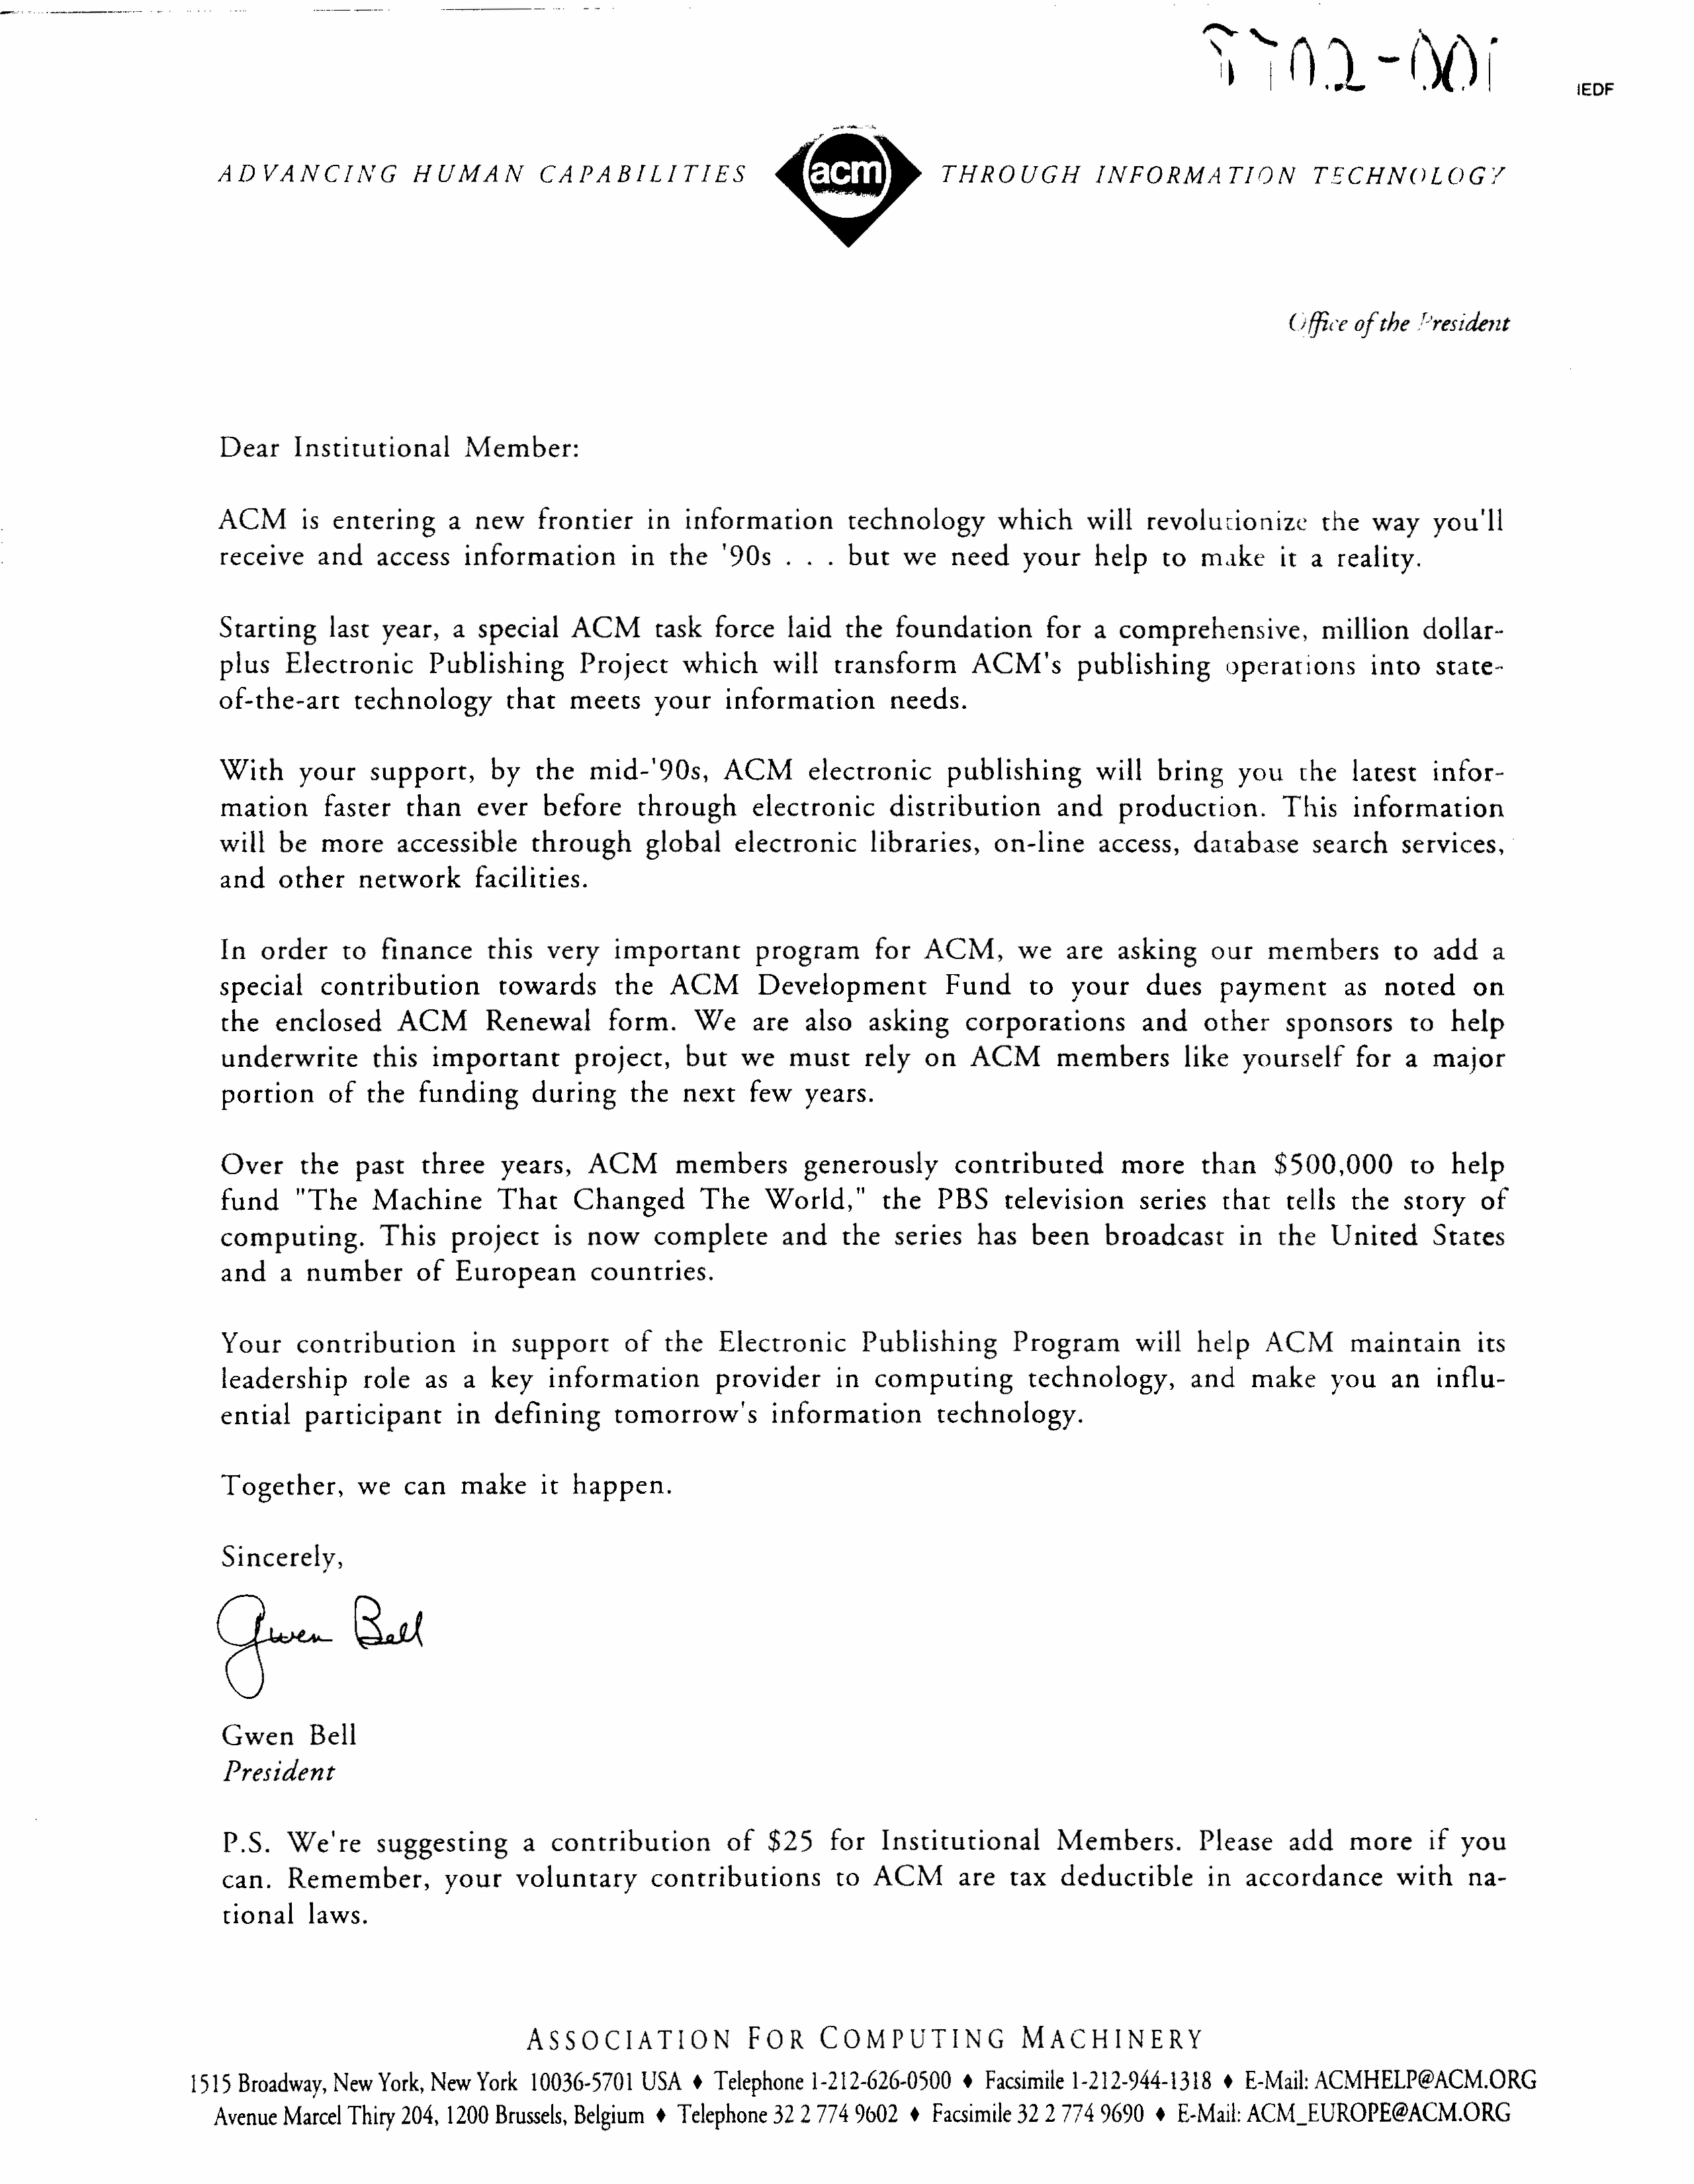 IEDF
ADVANCING HUMAN CAPABILITIES acm THROUGH INFORMATION TECHNOLOGY
Office of the President
Dear Institutional Member:
ACM is entering a new frontier in information technology which will revolutionize the way you'll
receive and access information in the '90s . . . but we need your help to make it a reality.
Starting last year, a special ACM task force laid the foundation for a comprehensive, million dollar-
plus Electronic Publishing Project which will transform ACM's publishing operations into state-
of-the-art technology that meets your information needs.
With your support, by the mid-'90s, ACM electronic publishing will bring you the latest infor-
mation faster than ever before through electronic distribution and production. This information
will be more accessible through global electronic libraries, on-line access, database search services,
and other network facilities.
In order to finance this very important program for ACM, we are asking our members to add a
special contribution towards the ACM Development Fund to your dues payment as noted on
the enclosed ACM Renewal form. We are also asking corporations and other sponsors to help
underwrite this important project, but we must rely on ACM members like yourself for a major
portion of the funding during the next few years.
Over the past three years, ACM members generously contributed more than $500,000 to help
fund "The Machine That Changed The World," the PBS television series that tells the story of
computing. This project is now complete and the series has been broadcast in the United States
and a number of European countries.
Your contribution in support of the Electronic Publishing Program will help ACM maintain its
leadership role as a key information provider in computing technology, and make you an influ-
ential participant in defining tomorrow's information technology.
Together, we can make it happen.
Sincerely,
Gwen Bell
Gwen Bell
President
P.S. We're suggesting a contribution of $25 for Institutional Members. Please add more if you
can. Remember, your voluntary contributions to ACM are tax deductible in accordance with na-
tional laws.
ASSOCIATION FOR COMPUTING MACHINERY
1515 Broadway, New York, New York 10036-5701 USA ♦ Telephone 1-212-626-0500 ♦ Facsimile 1-212-944-1318 ♦ E-Mail: ACMHELP@ACM.ORG
Avenue Marcel Thiry 204, 1200 Brussels, Belgium ♦ Telephone 32 2 774 9602 ♦ Facsimile 32 2 774 9690 ♦ E-Mail: ACM_EUROPE@ACM.ORG